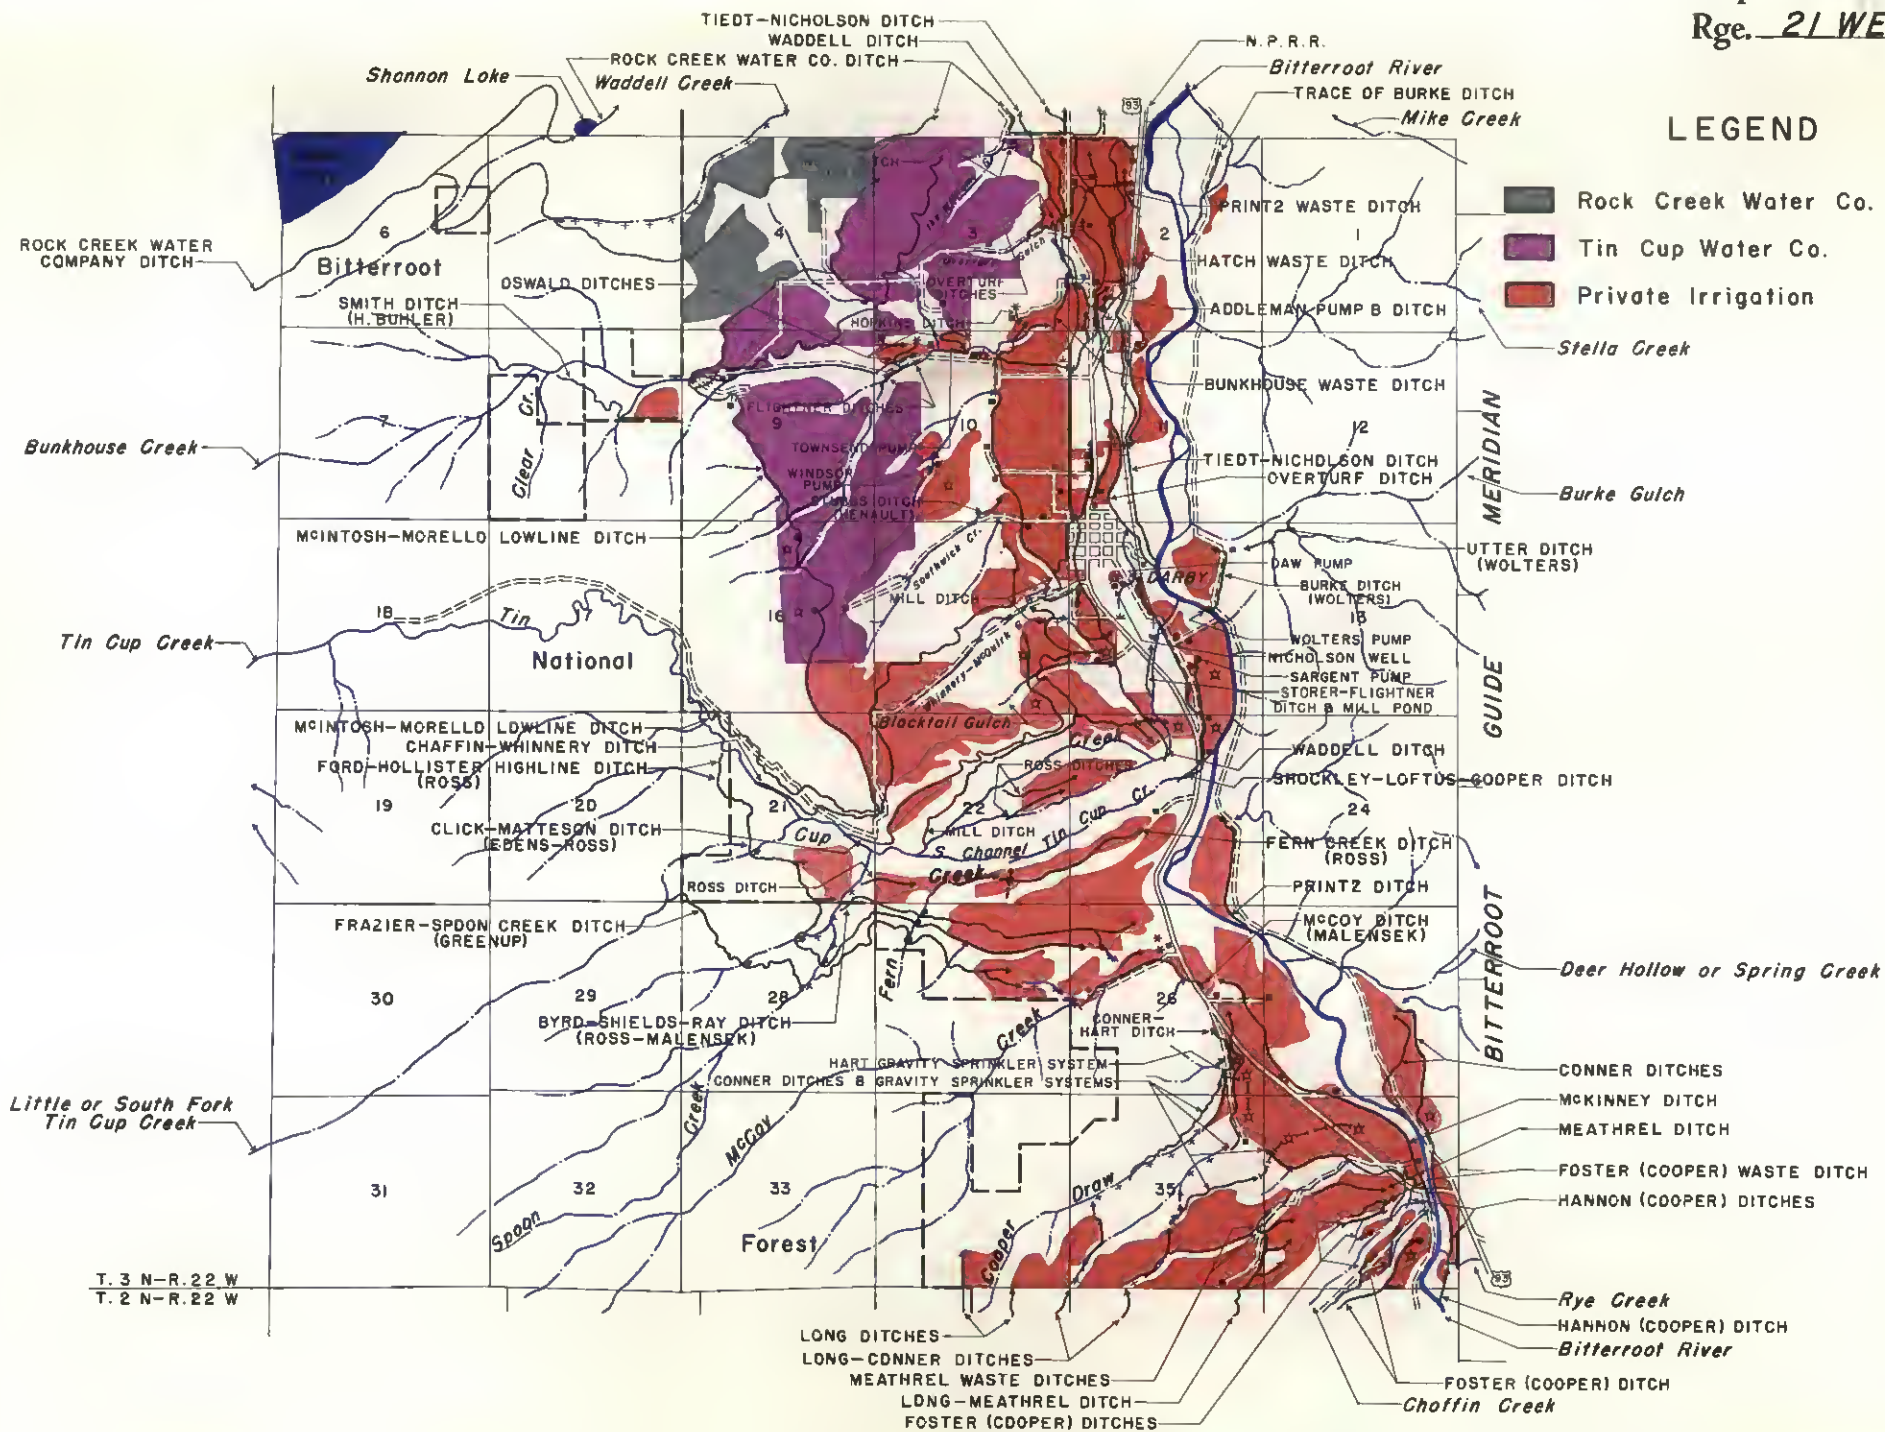 TIEDT-NICHOLSON DITCH
WADDELL DITCH
ROCK CREEK WATER CO. DITCH
Shannon Lake
Waddell Creek
N.P.R.R.
Bitterroot River
TRACE OF BURKE DITCH
Mike Creek
93
Rge. 21 WE
LEGEND
Rock Creek Water Co.
Tin Cup Water Co.
Private Irrigation
ROCK CREEK WATER
COMPANY DITCH
6
Bitterroot
OSWALD DITCHES
SMITH DITCH
(H. BUHLER)
4
3
Gulch
OVERTURF
DITCHES
HOPKINS DITCH
2
1
PRINTZ WASTE DITCH
HATCH WASTE DITCH
ADDLEMAN PUMP & DITCH
Stella Creek
BUNKHOUSE WASTE DITCH
7
Clear Cr.
Bunkhouse Creek
FLIGHTNER DITCHES
9
10
11
12
TOWNSEND PUMP
WINDSOR
PUMP
STUBBS DITCH
(HENAULT)
TIEDT-NICHOLSON DITCH
OVERTURF DITCH
Burke Gulch
MERIDIAN
GUIDE
BITTERROOT
McINTOSH-MORELLO LOWLINE DITCH
Southwick Cr.
MILL DITCH
DARBY
UTTER DITCH
(WOLTERS)
DAW PUMP
BURKE DITCH
(WOLTERS)
18
Tin
16
13
Tin Cup Creek
National
WOLTERS PUMP
NICHOLSON WELL
SARGENT PUMP
STORER-FLIGHTNER
DITCH & MILL POND
Whinnery-McQuirk G.
Blacktail Gulch
McINTOSH-MORELLO LOWLINE DITCH
CHAFFIN-WHINNERY DITCH
FORD-HOLLISTER HIGHLINE DITCH
(ROSS)
Creek
ROSS DITCHES
WADDELL DITCH
SHOCKLEY-LOFTUS-COOPER DITCH
19
20
21
22
24
CLICK-MATTESON DITCH
(EDENS-ROSS)
Cup
MILL DITCH
S. Channel Tin Cup Cr.
Creek
FERN CREEK DITCH
(ROSS)
ROSS DITCH
PRINTZ DITCH
FRAZIER-SPOON CREEK DITCH
(GREENUP)
McCOY DITCH
(MALENSEK)
Fern
Deer Hollow or Spring Creek
30
29
28
26
BYRD-SHIELDS-RAY DITCH
(ROSS-MALENSEK)
Creek
CONNER-
HART DITCH
HART GRAVITY SPRINKLER SYSTEM
CONNER DITCHES & GRAVITY SPRINKLER SYSTEMS
CONNER DITCHES
McKINNEY DITCH
MEATHREL DITCH
FOSTER (COOPER) WASTE DITCH
HANNON (COOPER) DITCHES
Little or South Fork
Tin Cup Creek
Creek
McCoy
31
32
33
35
Draw
Spoon
Forest
Cooper
T. 3 N-R. 22 W
T. 2 N-R. 22 W
93
Rye Creek
HANNON (COOPER) DITCH
Bitterroot River
LONG DITCHES
LONG-CONNER DITCHES
MEATHREL WASTE DITCHES
LONG-MEATHREL DITCH
FOSTER (COOPER) DITCHES
FOSTER (COOPER) DITCH
Chaffin Creek